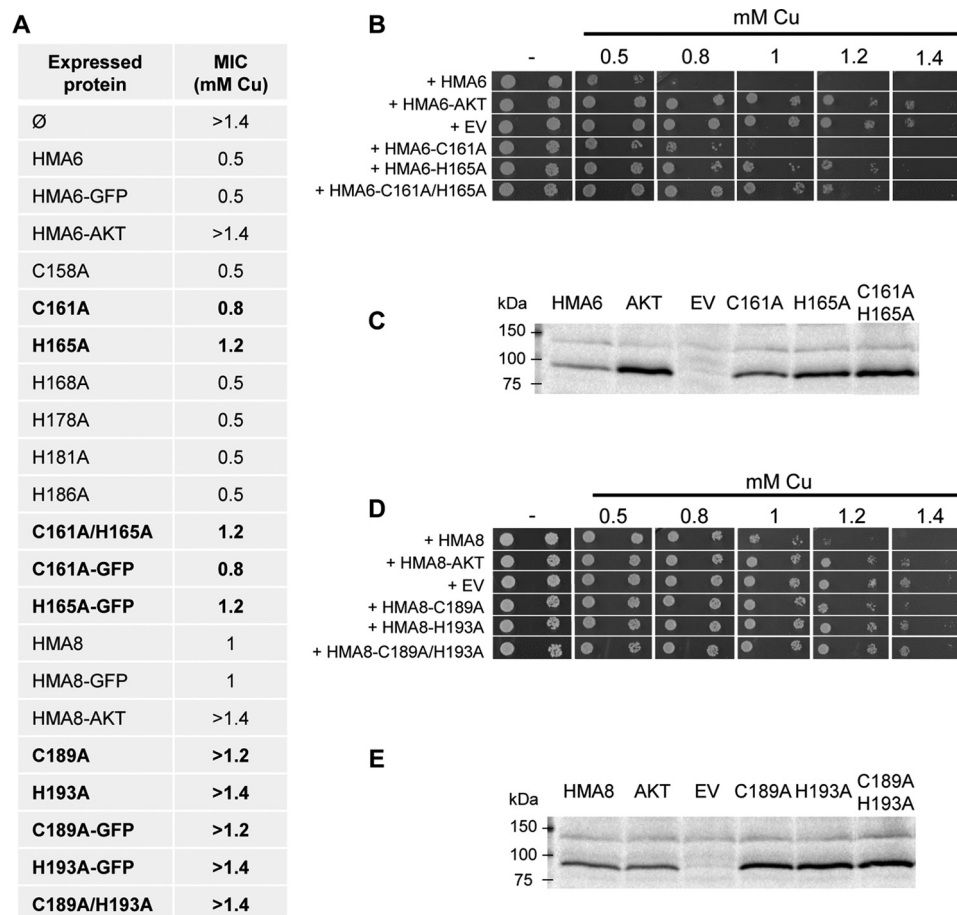 A
Expressed protein MIC (mM Cu)
Ø >1.4
HMA6 0.5
HMA6-GFP 0.5
HMA6-AKT >1.4
C158A 0.5
C161A 0.8
H165A 1.2
H168A 0.5
H178A 0.5
H181A 0.5
H186A 0.5
C161A/H165A 1.2
C161A-GFP 0.8
H165A-GFP 1.2
HMA8 1
HMA8-GFP 1
HMA8-AKT >1.4
C189A >1.2
H193A >1.4
C189A-GFP >1.2
H193A-GFP >1.4
C189A/H193A >1.4
B
mM Cu
- 0.5 0.8 1 1.2 1.4
+ HMA6
+ HMA6-AKT
+ EV
+ HMA6-C161A
+ HMA6-H165A
+ HMA6-C161A/H165A
C
kDa HMA6 AKT EV C161A H165A C161A H165A
150
100
75
D
mM Cu
- 0.5 0.8 1 1.2 1.4
+ HMA8
+ HMA8-AKT
+ EV
+ HMA8-C189A
+ HMA8-H193A
+ HMA8-C189A/H193A
E
kDa HMA8 AKT EV C189A H193A C189A H193A
150
100
75